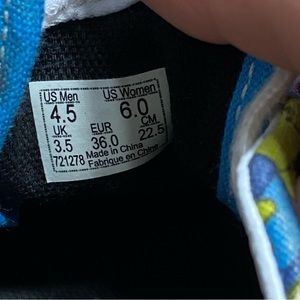 US Men US Women
4.5 6.0
UK EUR CM
3.5 36.0 22.5
721278 Made in China
Fabriqué en Chine